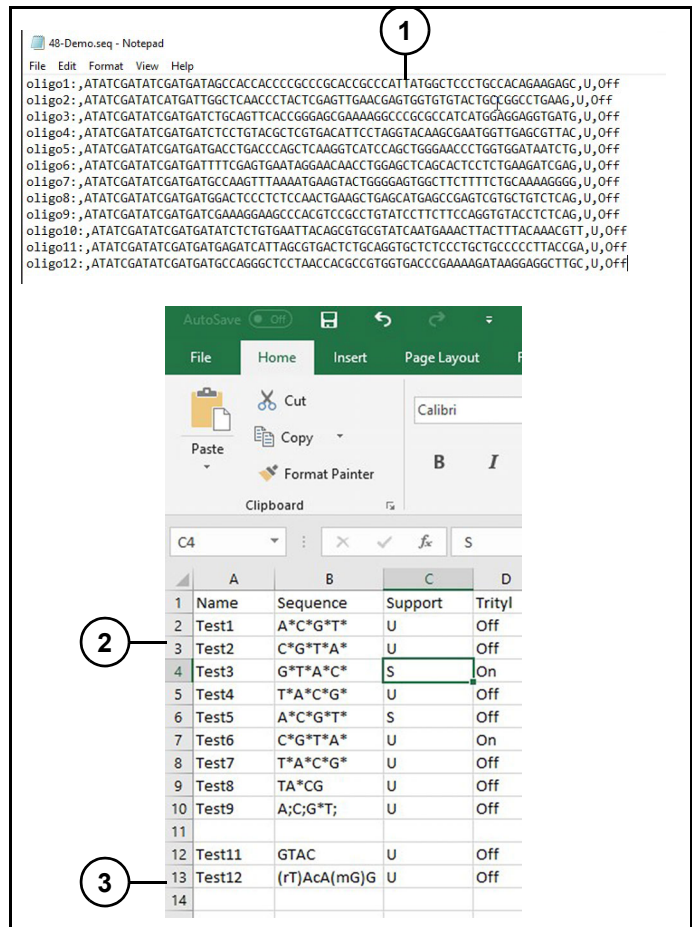 1
48-Demo.seq - Notepad
File Edit Format View Help
oligo1:,ATATCGATATCGATGATAGCCACCACCCCGCCCGCACCGCCCATTATGGCTCCCTGCCACAGAAGAGC,U,Off
oligo2:,ATATCGATATCATGATTGGCTCAACCCTACTCGAGTTGAACGAGTGGTGTGTACTGCCGGCCTGAAG,U,Off
oligo3:,ATATCGATATCGATGATCTGCAGTTCACCGGGAGCGAAAAGGCCCGCGCCATCATGGAGGAGGTGATG,U,Off
oligo4:,ATATCGATATCGATGATCTCCTGTACGCTCGTGACATTCCTAGGTACAAGCGAATGGTTGAGCGTTAC,U,Off
oligo5:,ATATCGATATCGATGATGACCTGACCCAGCTCAAGGTCATCCAGCTGGGAACCCTGGTGGATAATCTG,U,Off
oligo6:,ATATCGATATCGATGATTTTCGAGTGAATAGGAACAACCTGGAGCTCAGCACTCCTCTGAAGATCGAG,U,Off
oligo7:,ATATCGATATCGATGATGCCAAGTTTAAAATGAAGTACTGGGGAGTGGCTTCTTTTCTGCAAAAGGGG,U,Off
oligo8:,ATATCGATATCGATGATGGACTCCCTCTCCAACTGAAGCTGAGCATGAGCCGAGTCGTGCTGTCTCAG,U,Off
oligo9:,ATATCGATATCGATGATCGAAAGGAAGCCCACGTCCGCCTGTATCCTTCTTCCAGGTGTACCTCTCAG,U,Off
oligo10:,ATATCGATATCGATGATATCTCTGTGAATTACAGCGTGCGTATCAATGAAACTTACTTTACAAACGTT,U,Off
oligo11:,ATATCGATATCGATGATGAGATCATTAGCGTGACTCTGCAGGTGCTCTCCCTGCTGCCCCCTTACCGA,U,Off
oligo12:,ATATCGATATCGATGATGCCAGGGCTCCTAACCACGCCGTGGTGACCCGAAAAGATAAGGAGGCTTGC,U,Off
AutoSave Off
File Home Insert Page Layout F
Cut
Copy
Format Painter
Paste
Clipboard
Calibri
B I
C4 fx S
A B C D
1 Name Sequence Support Trityl
2 Test1 A*C*G*T* U Off
2
3 Test2 C*G*T*A* U Off
4 Test3 G*T*A*C* S On
5 Test4 T*A*C*G* U Off
6 Test5 A*C*G*T* S Off
7 Test6 C*G*T*A* U On
8 Test7 T*A*C*G* U Off
9 Test8 TA*CG U Off
10 Test9 A;C;G*T; U Off
11
12 Test11 GTAC U Off
3
13 Test12 (rT)AcA(mG)G U Off
14